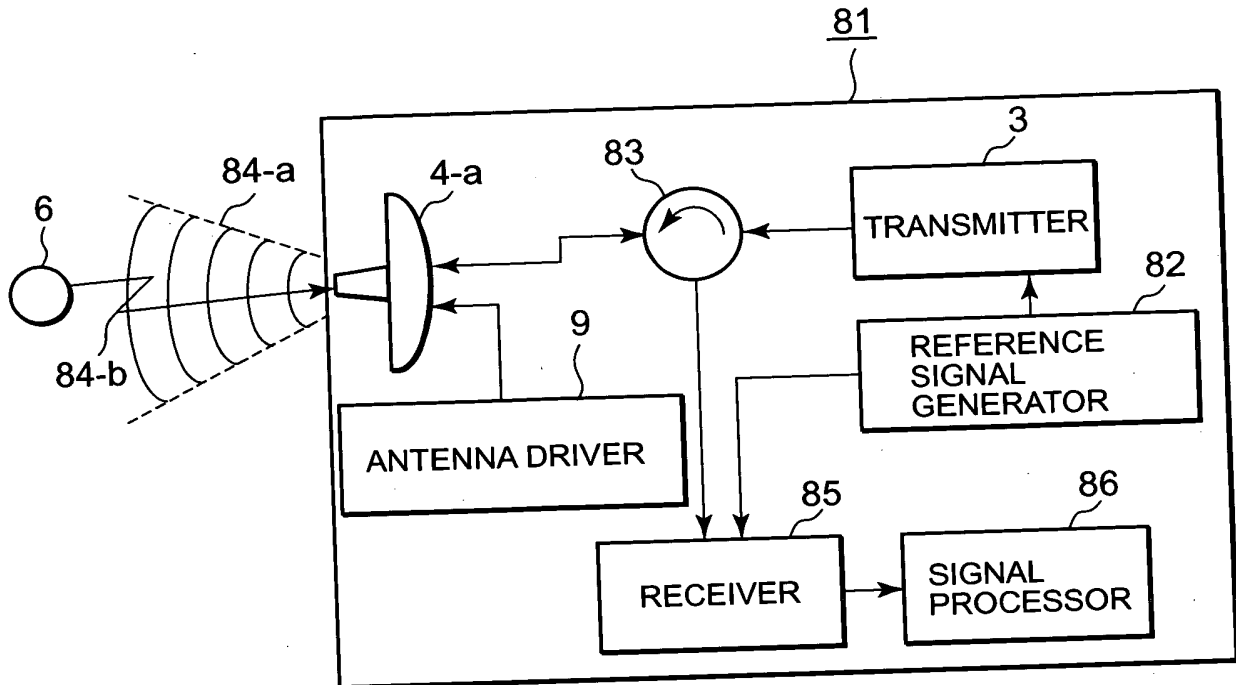 81
3
83
4-a
84-a
6
TRANSMITTER
82
9
REFERENCE
SIGNAL
GENERATOR
84-b
ANTENNA DRIVER
85
86
RECEIVER
SIGNAL
PROCESSOR